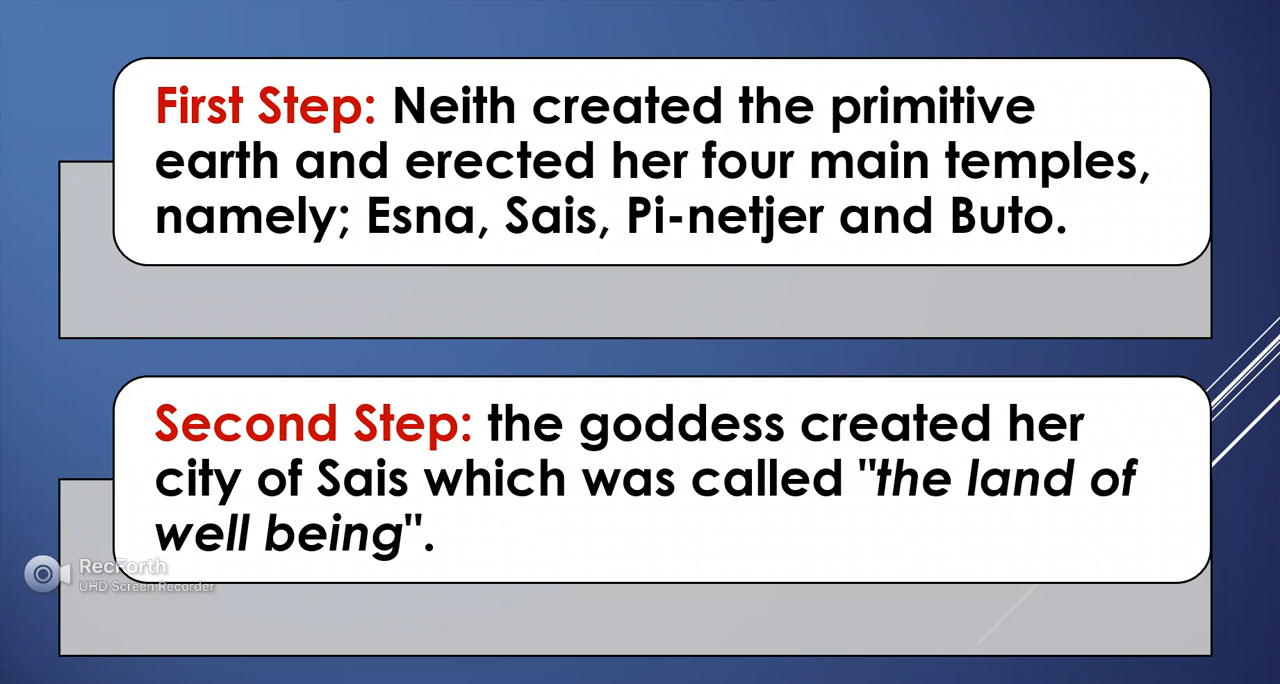 First Step: Neith created the primitive
earth and erected her four main temples,
namely; Esna, Sais, Pi-netjer and Buto.
Second Step: the goddess created her
city of Sais which was called "the land of
well being".
RecForth
UHD Screen Recorder